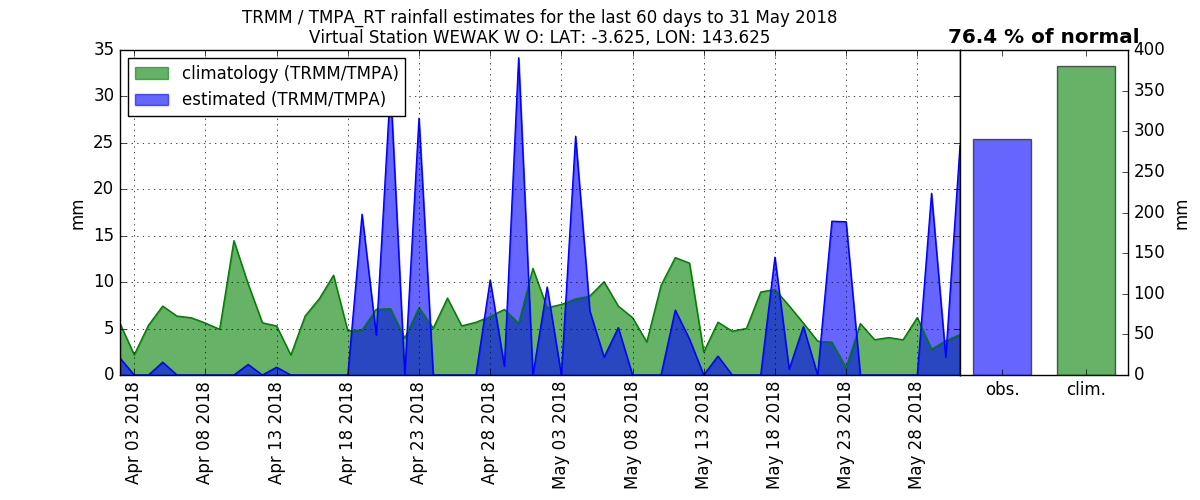 TRMM / TMPA_RT rainfall estimates for the last 60 days to 31 May 2018
Virtual Station WEWAK W O: LAT: -3.625, LON: 143.625
76.4 % of normal
climatology (TRMM/TMPA)
estimated (TRMM/TMPA)
35
30
25
20
15
10
5
0
mm
Apr 03 2018
Apr 08 2018
Apr 13 2018
Apr 18 2018
Apr 23 2018
Apr 28 2018
May 03 2018
May 08 2018
May 13 2018
May 18 2018
May 23 2018
May 28 2018
obs.
clim.
400
350
300
250
200
150
100
50
0
mm